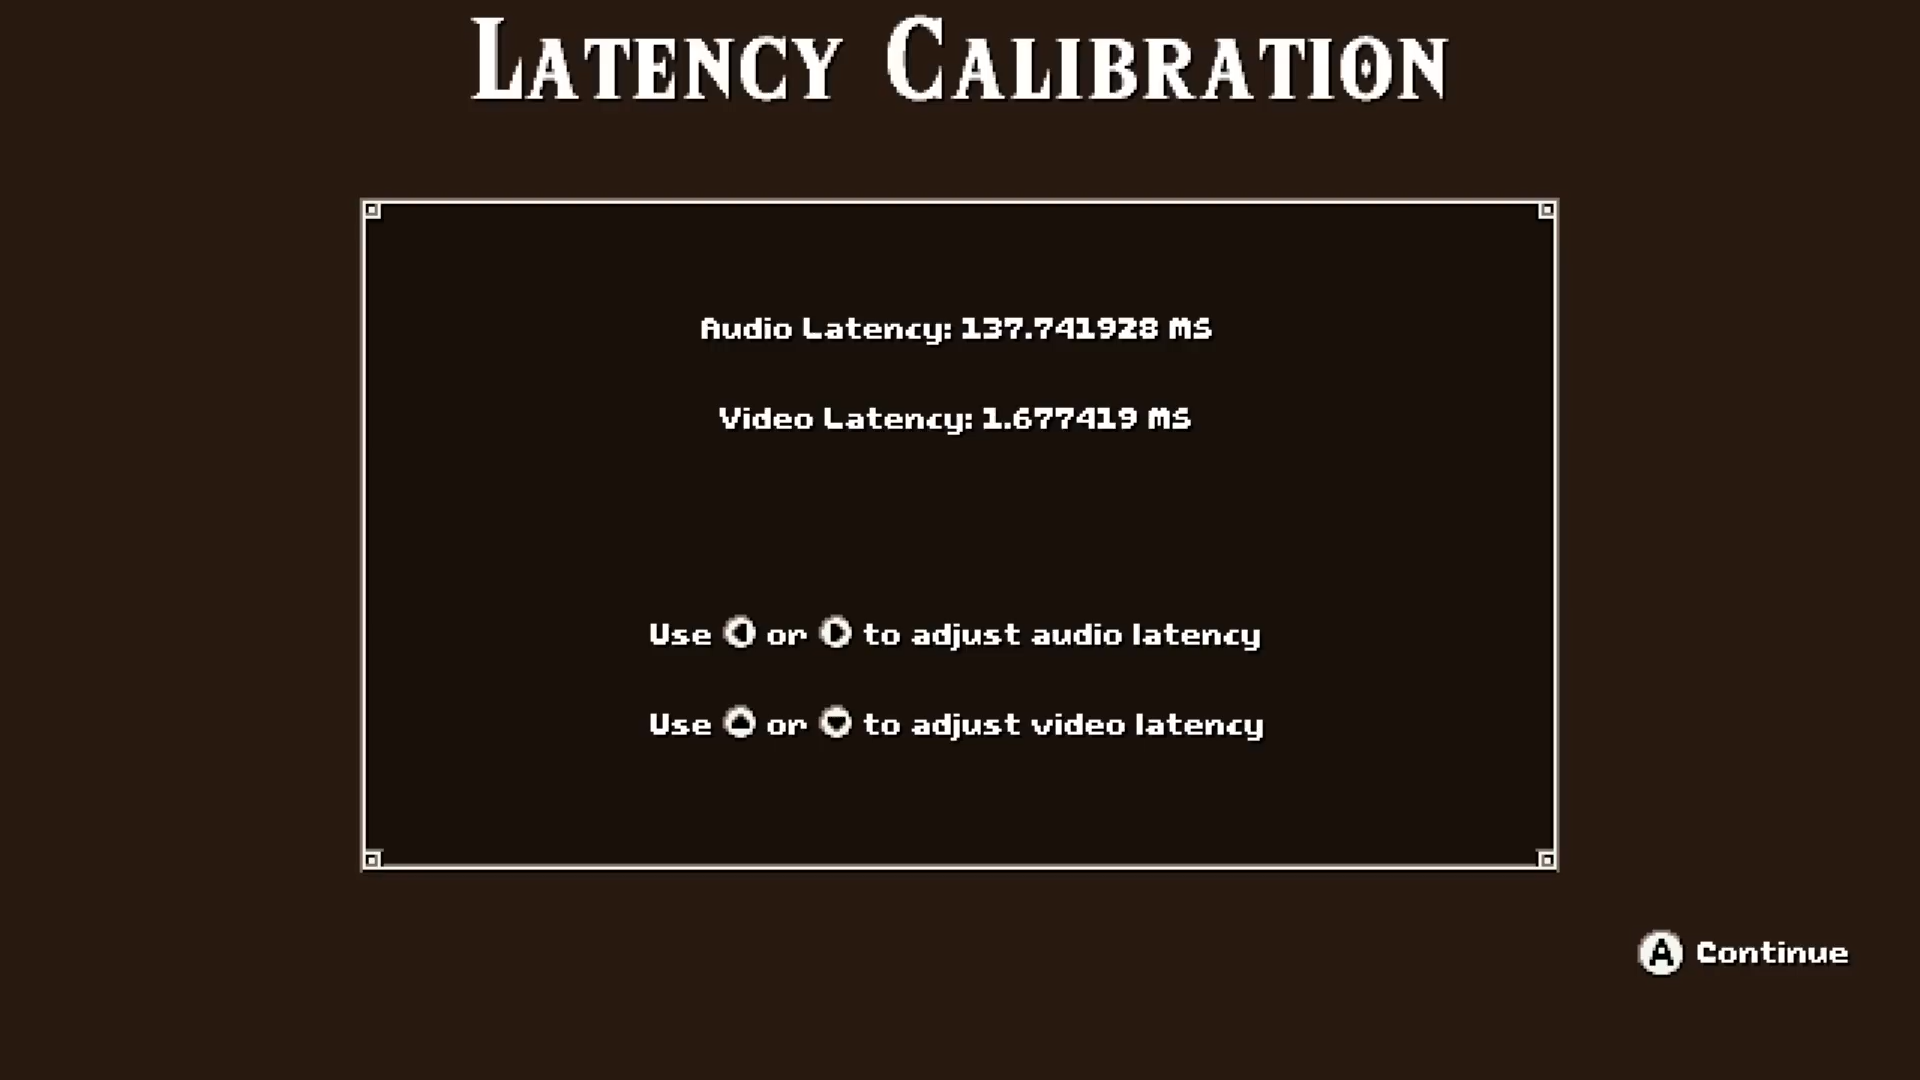 Latency Calibration
Audio Latency: 137.741928 MS
Video Latency: 1.677419 MS
Use or to adjust audio latency
Use or to adjust video latency
A Continue